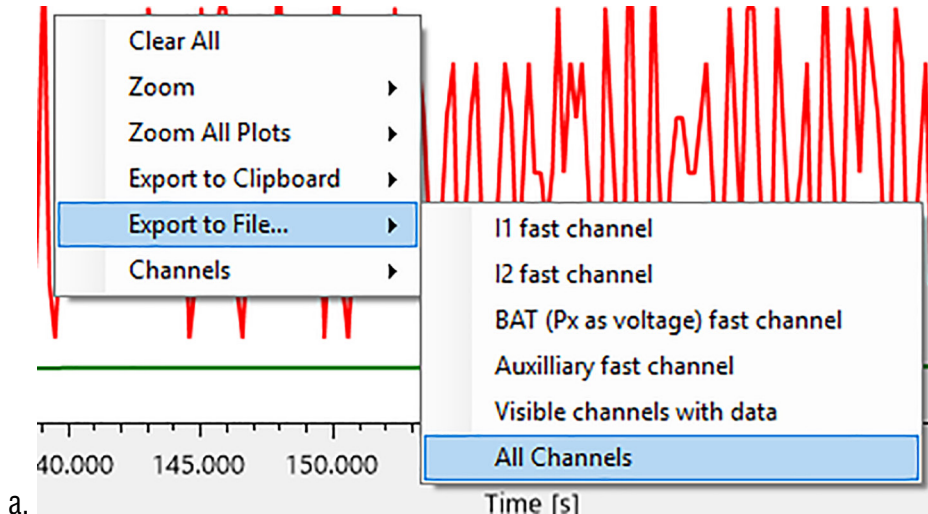 Clear All
Zoom
Zoom All Plots
Export to Clipboard
Export to File...
Channels
I1 fast channel
I2 fast channel
BAT (Px as voltage) fast channel
Auxilliary fast channel
Visible channels with data
All Channels
40.000 145.000 150.000
Time [s]
a.